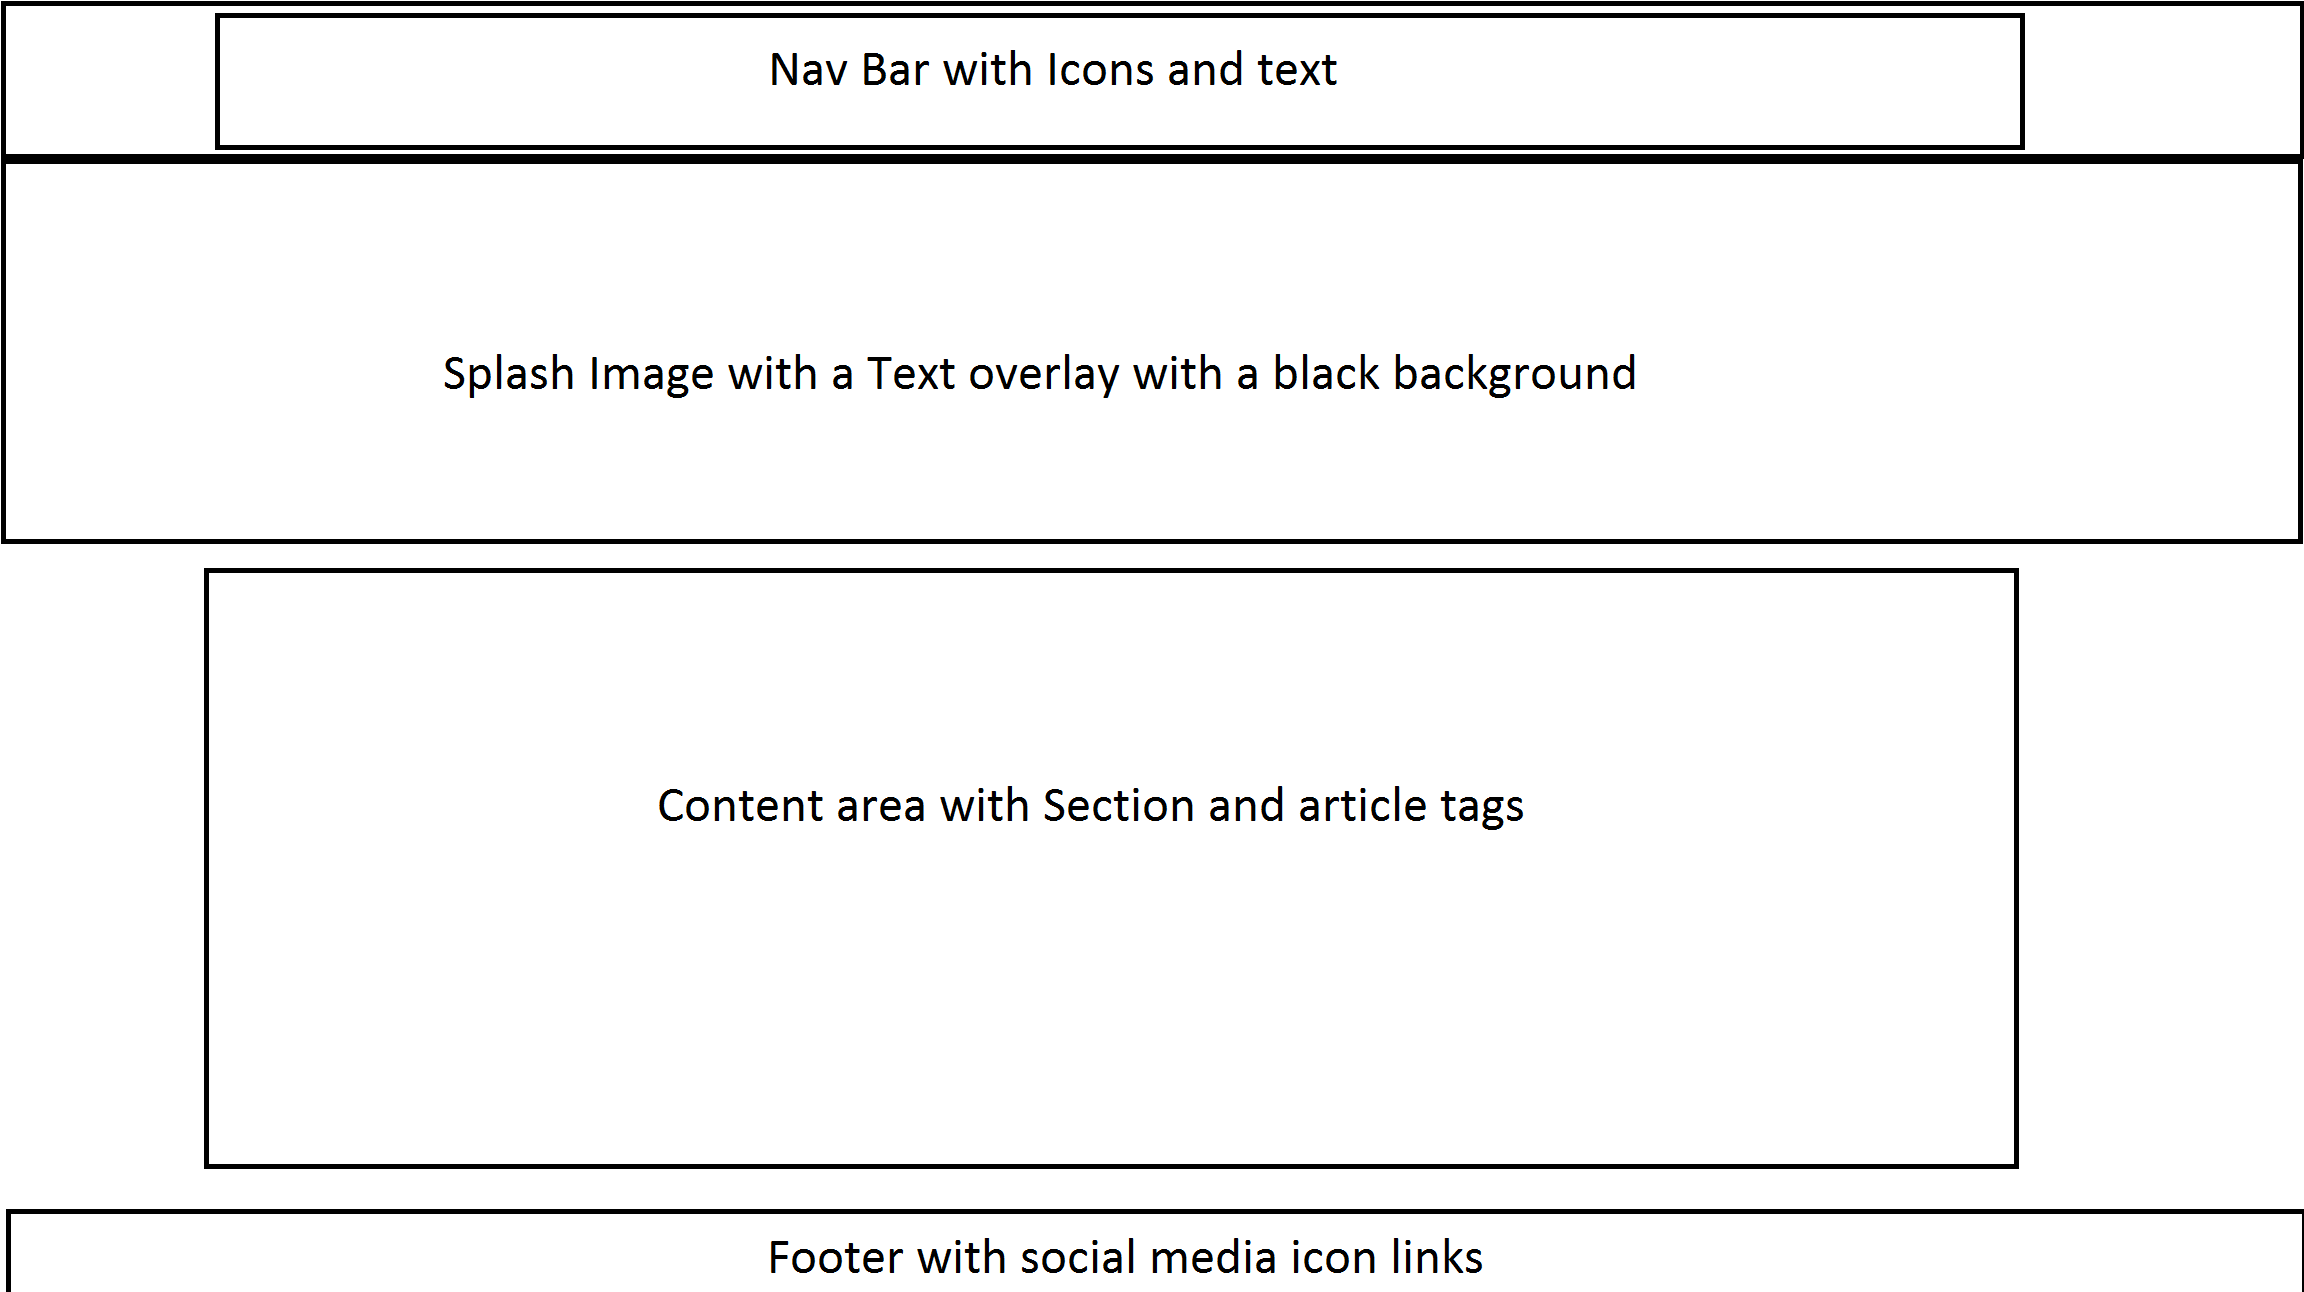 Nav Bar with Icons and text
Splash Image with a Text overlay with a black background
Content area with Section and article tags
Footer with social media icon links